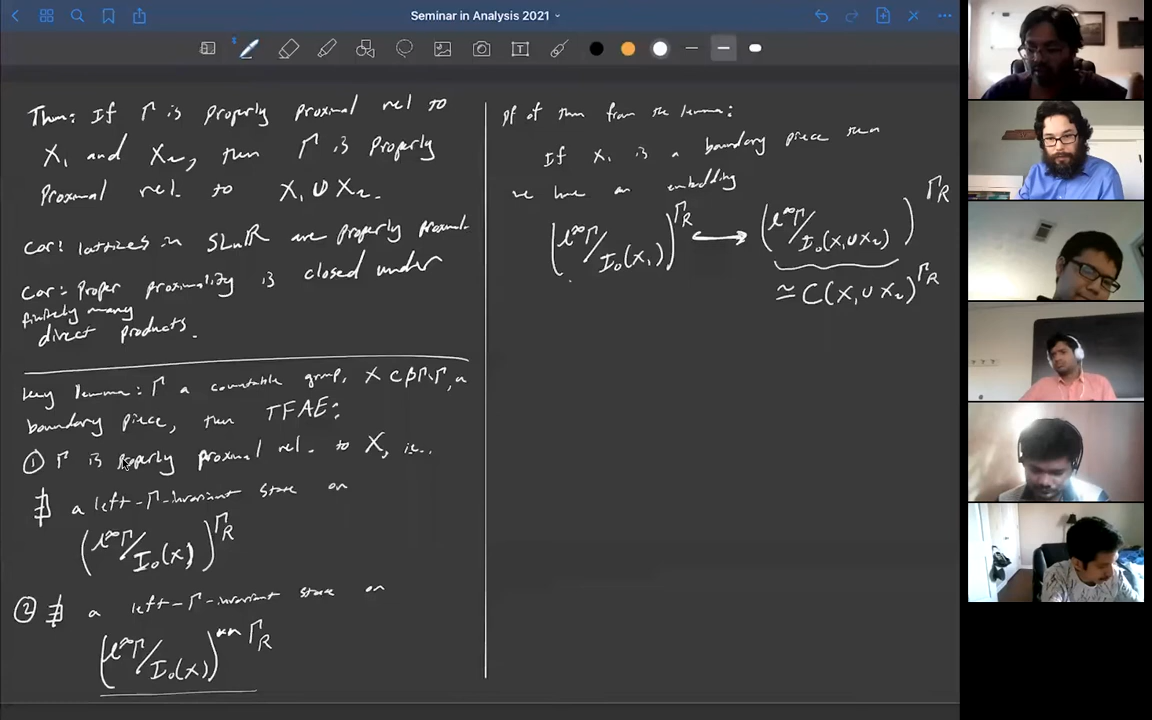 Seminar in Analysis 2021
Thm: If Γ is properly proximal rel to
X₁ and X₂, then Γ is Properly
Proximal rel. to X₁ ∪ X₂.
Cor: lattices in SLₙℝ are properly proximal.
Cor: Proper proximality is closed under
finitely many
direct products.
Key lemma: Γ a countable group, X ⊂ βΓ∖Γ, a
boundary piece, then TFAE:
① Γ is properly proximal rel. to X, i.e.,
∄ a left-Γ-invariant state on
(ℓ^∞Γ/I₀(X))^{Γ_R}
② ∄ a left-Γ-invariant state on
(ℓ^∞Γ/I₀(X))^{** Γ_R}
Pf of thm from the lemma:
If X₁ is a boundary piece then
we have an embedding
(ℓ^∞Γ/I₀(X₁))^{Γ_R} ↔ (ℓ^∞Γ/I₀(X₁∪X₂))^{Γ_R}
≃ C(X₁ ∪ X₂)^{Γ_R}